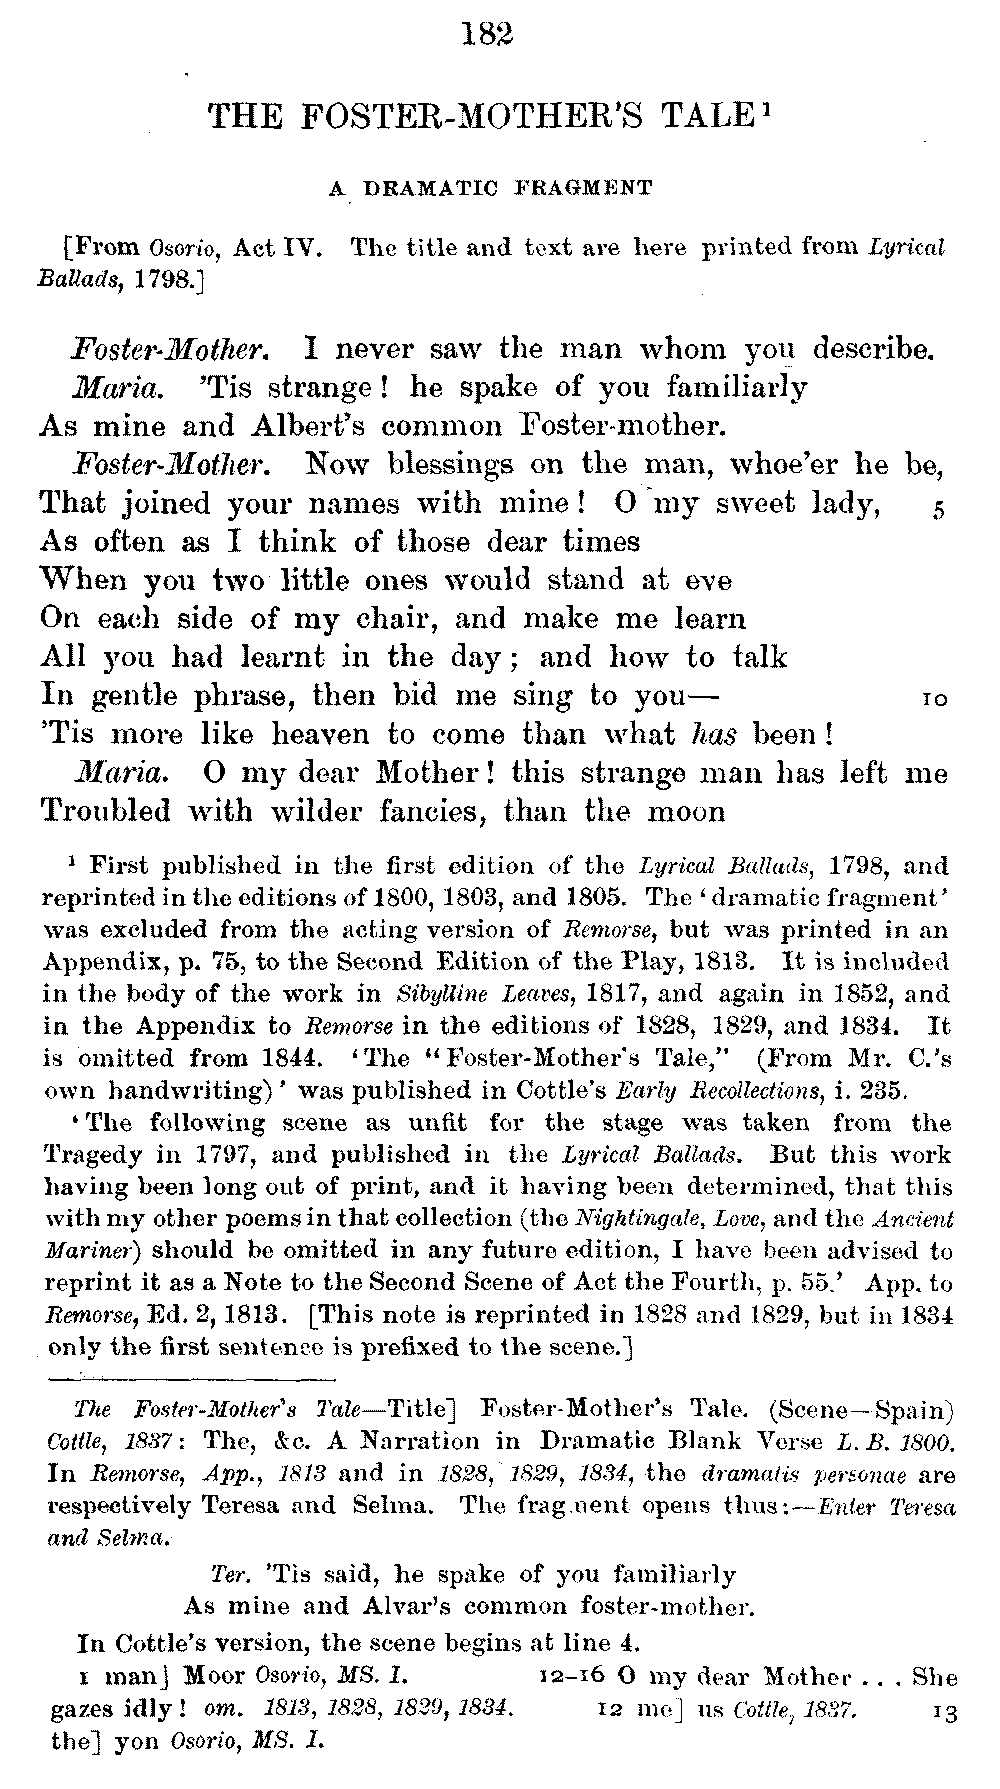 182
THE FOSTER-MOTHER'S TALE¹
A DRAMATIC FRAGMENT
[From Osorio, Act IV. The title and text are here printed from Lyrical
Ballads, 1798.]
Foster-Mother. I never saw the man whom you describe.
Maria. 'Tis strange! he spake of you familiarly
As mine and Albert's common Foster-mother.
Foster-Mother. Now blessings on the man, whoe'er he be,
That joined your names with mine! O my sweet lady, 5
As often as I think of those dear times
When you two little ones would stand at eve
On each side of my chair, and make me learn
All you had learnt in the day; and how to talk
In gentle phrase, then bid me sing to you— 10
'Tis more like heaven to come than what has been!
Maria. O my dear Mother! this strange man has left me
Troubled with wilder fancies, than the moon
¹ First published in the first edition of the Lyrical Ballads, 1798, and
reprinted in the editions of 1800, 1803, and 1805. The 'dramatic fragment'
was excluded from the acting version of Remorse, but was printed in an
Appendix, p. 75, to the Second Edition of the Play, 1813. It is included
in the body of the work in Sibylline Leaves, 1817, and again in 1852, and
in the Appendix to Remorse in the editions of 1828, 1829, and 1834. It
is omitted from 1844. 'The "Foster-Mother's Tale," (From Mr. C.'s
own handwriting)' was published in Cottle's Early Recollections, i. 235.
'The following scene as unfit for the stage was taken from the
Tragedy in 1797, and published in the Lyrical Ballads. But this work
having been long out of print, and it having been determined, that this
with my other poems in that collection (the Nightingale, Love, and the Ancient
Mariner) should be omitted in any future edition, I have been advised to
reprint it as a Note to the Second Scene of Act the Fourth, p. 55.' App. to
Remorse, Ed. 2, 1813. [This note is reprinted in 1828 and 1829, but in 1834
only the first sentence is prefixed to the scene.]
The Foster-Mother's Tale—Title] Foster-Mother's Tale. (Scene—Spain)
Cottle, 1837: The, &c. A Narration in Dramatic Blank Verse L. B. 1800.
In Remorse, App., 1813 and in 1828, 1829, 1834, the dramatis personae are
respectively Teresa and Selma. The fragment opens thus:—Enter Teresa
and Selma.
Ter. 'Tis said, he spake of you familiarly
As mine and Alvar's common foster-mother.
In Cottle's version, the scene begins at line 4.
1 man] Moor Osorio, MS. I. 12-16 O my dear Mother . . . She
gazes idly! om. 1813, 1828, 1829, 1834. 12 me] us Cottle, 1837. 13
the] yon Osorio, MS. I.